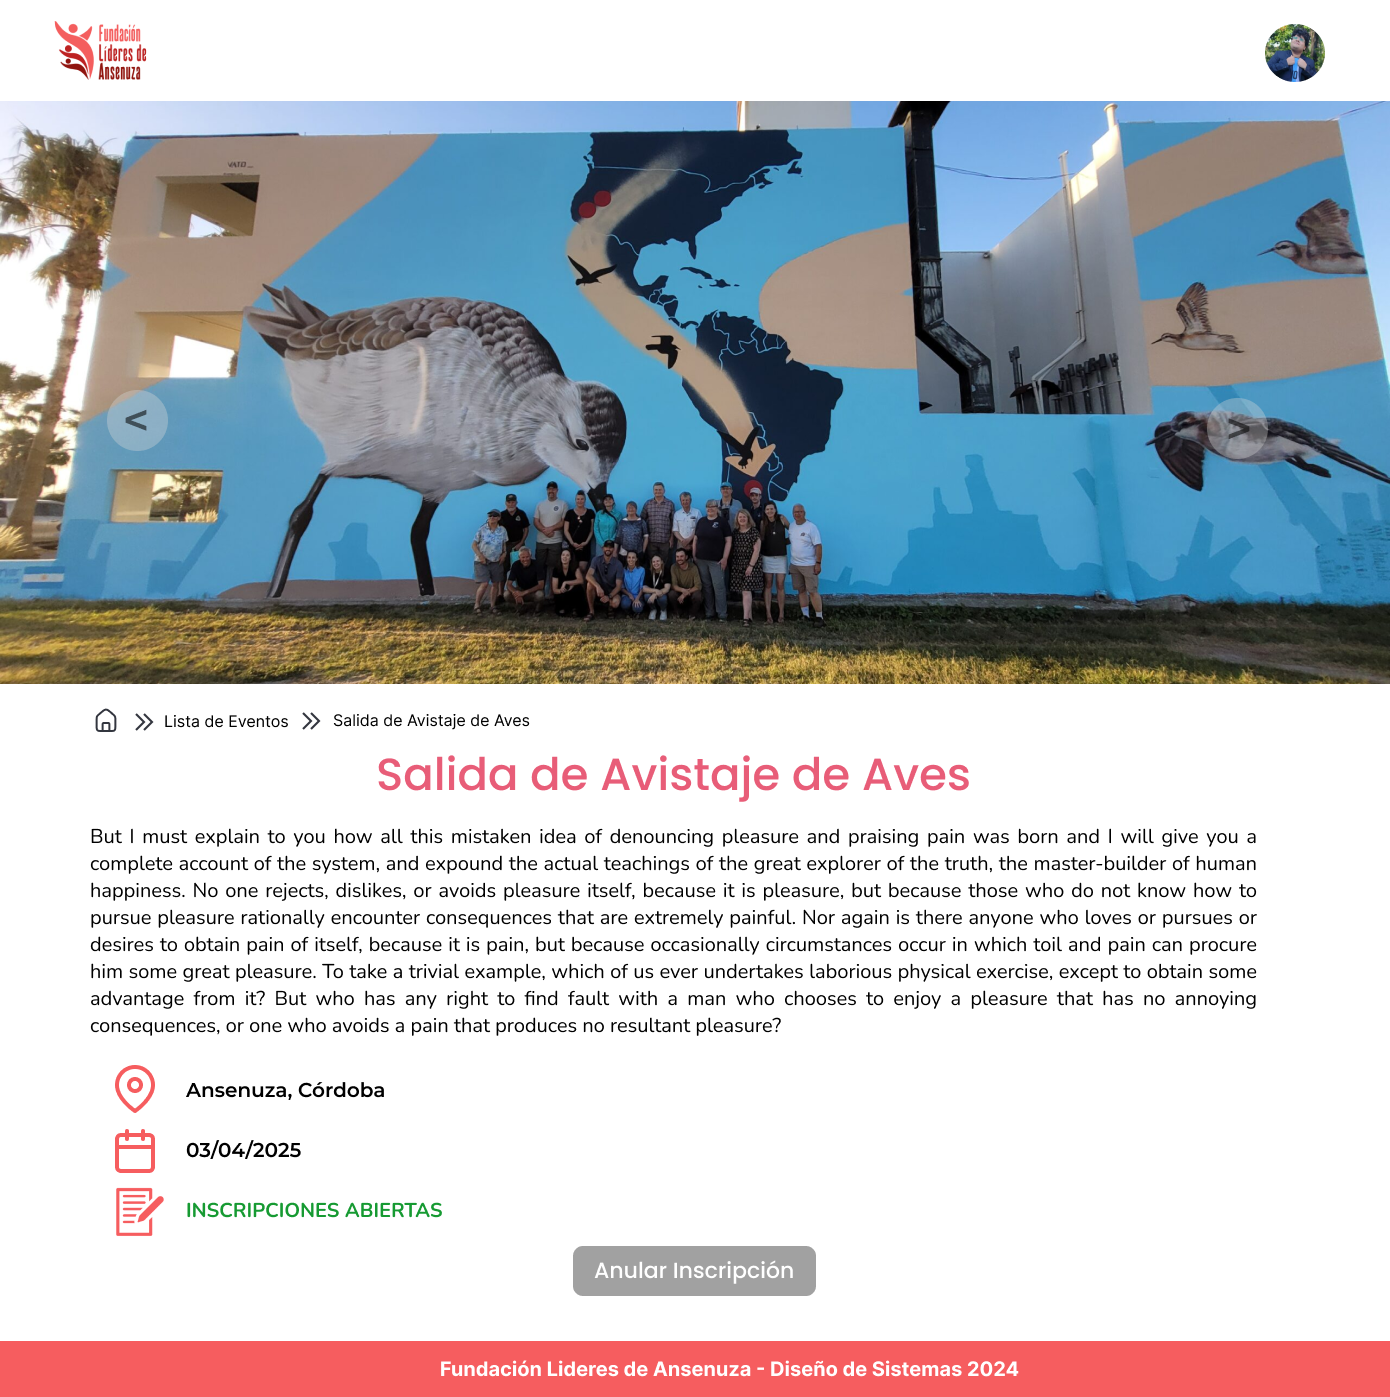 Fundación
Lideres de
Ansenuza
<
>
Lista de Eventos
Salida de Avistaje de Aves
Salida de Avistaje de Aves
But I must explain to you how all this mistaken idea of denouncing pleasure and praising pain was born and I will give you a
complete account of the system, and expound the actual teachings of the great explorer of the truth, the master-builder of human
happiness. No one rejects, dislikes, or avoids pleasure itself, because it is pleasure, but because those who do not know how to
pursue pleasure rationally encounter consequences that are extremely painful. Nor again is there anyone who loves or pursues or
desires to obtain pain of itself, because it is pain, but because occasionally circumstances occur in which toil and pain can procure
him some great pleasure. To take a trivial example, which of us ever undertakes laborious physical exercise, except to obtain some
advantage from it? But who has any right to find fault with a man who chooses to enjoy a pleasure that has no annoying
consequences, or one who avoids a pain that produces no resultant pleasure?
Ansenuza, Córdoba
03/04/2025
INSCRIPCIONES ABIERTAS
Anular Inscripción
Fundación Lideres de Ansenuza - Diseño de Sistemas 2024